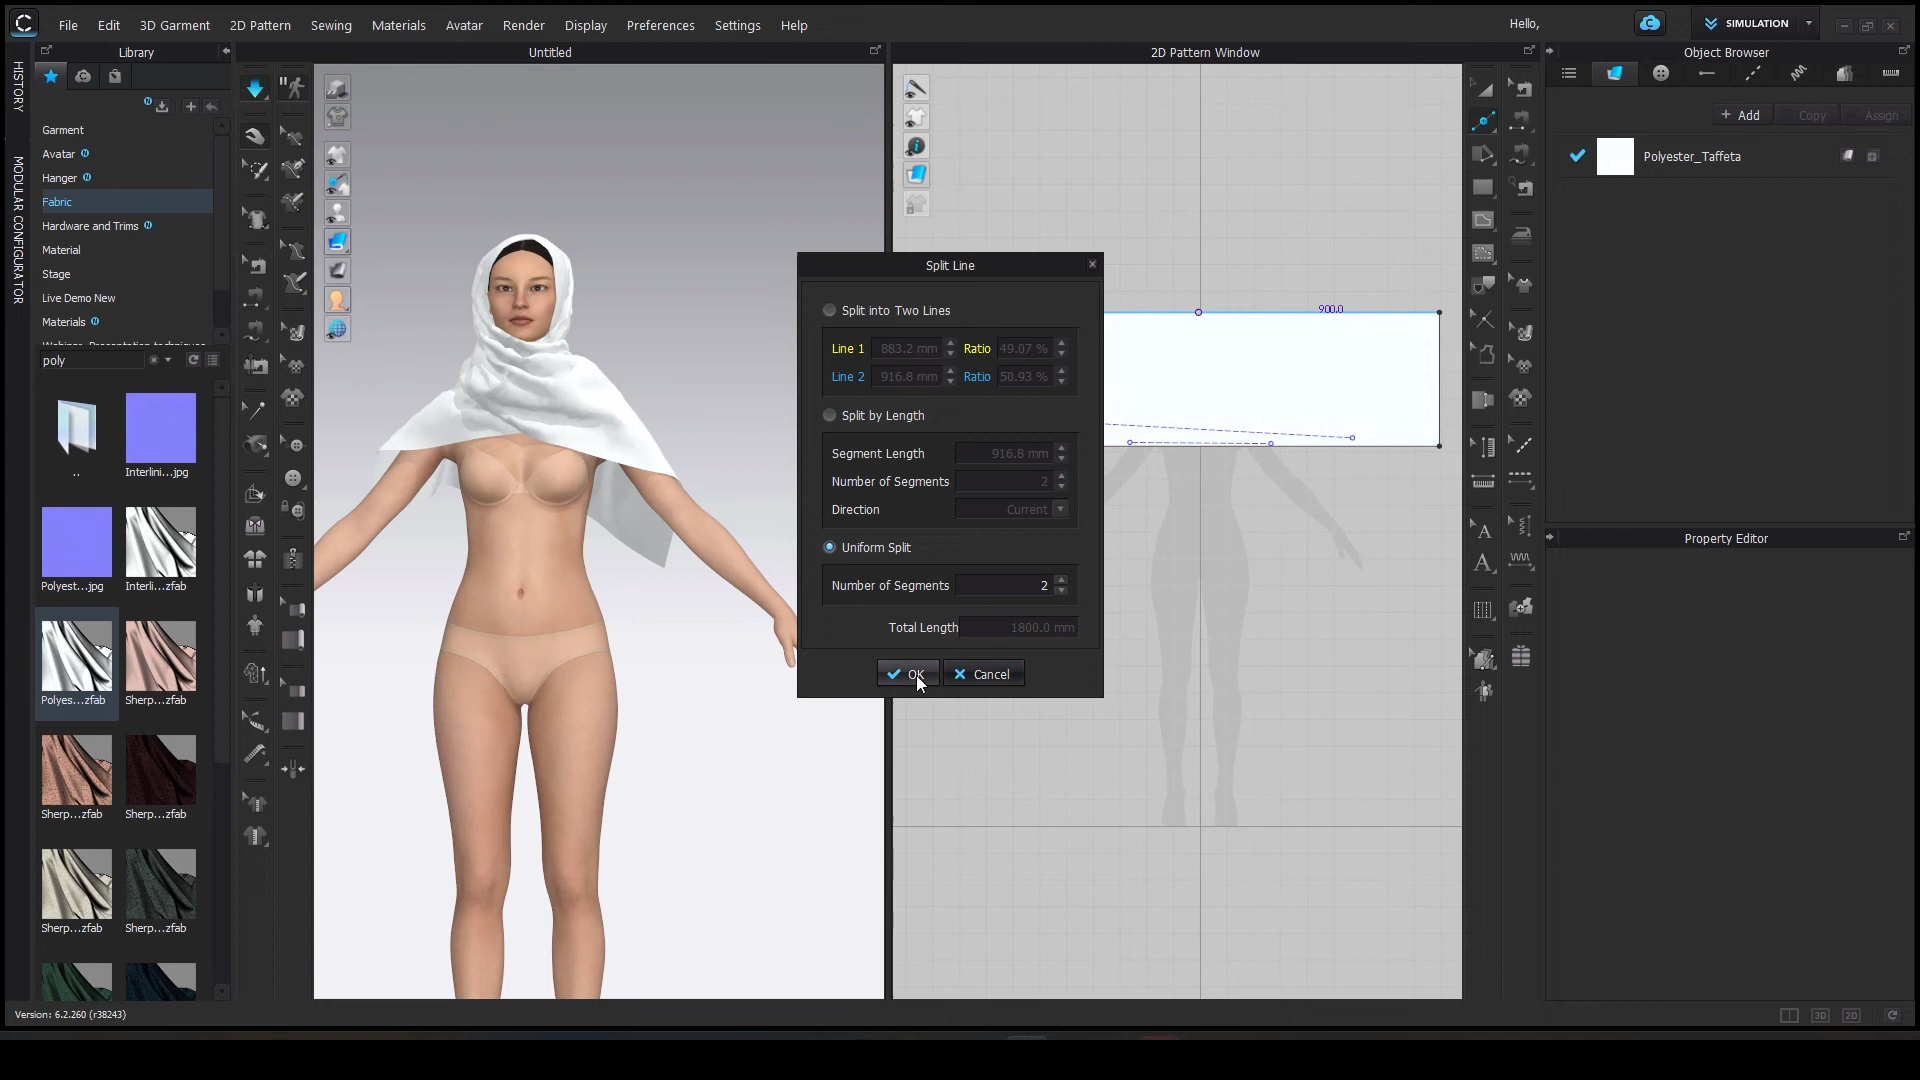 File Edit 3D Garment 2D Pattern Sewing Materials Avatar Render Display Preferences Settings Help
Hello,
SIMULATION
HISTORY
MODULAR CONFIGURATOR
Library
Garment
Avatar
Hanger
Fabric
Hardware and Trims
Material
Stage
Live Demo New
Materials
poly
..
Interlini...jpg
Polyest...jpg
Interli...zfab
Polyes...zfab
Sherp...zfab
Sherp...zfab
Sherp...zfab
Sherp...zfab
Sherp...zfab
Untitled
2D Pattern Window
900.0
Split Line
Split into Two Lines
Line 1 883.2 mm Ratio 49.07 %
Line 2 916.8 mm Ratio 50.93 %
Split by Length
Segment Length 916.8 mm
Number of Segments 2
Direction Current
Uniform Split
Number of Segments 2
Total Length 1800.0 mm
OK Cancel
Object Browser
+ Add Copy Assign
Polyester_Taffeta
Property Editor
Version: 6.2.260 (r38243)
3D 2D